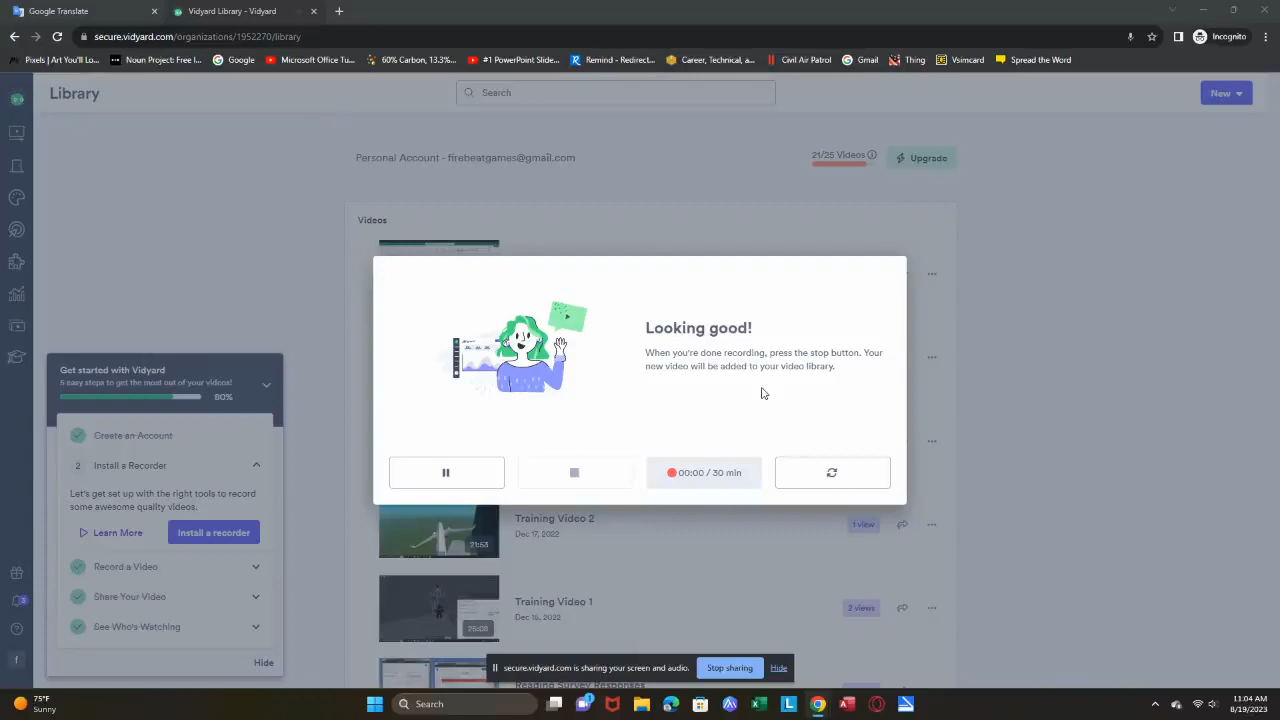 Google Translate
Vidyard Library - Vidyard
secure.vidyard.com/organizations/1952270/library
Incognito
Pixels | Art You'll Lo...
Noun Project: Free I...
Google
Microsoft Office Tu...
60% Carbon, 13.3%...
#1 PowerPoint Slide...
Remind - Redirect...
Career, Technical, a...
Civil Air Patrol
Gmail
Thing
Vsimcard
Spread the Word
Library
Search
New
Personal Account - firebeatgames@gmail.com
21/25 Videos
Upgrade
Videos
Looking good!
When you're done recording, press the stop button. Your
new video will be added to your video library.
00:00 / 30 min
Get started with Vidyard
5 easy steps to get the most out of your videos!
80%
Create an Account
2 Install a Recorder
Let's get set up with the right tools to record
some awesome quality videos.
Learn More
Install a recorder
Record a Video
Share Your Video
See Who's Watching
Hide
Training Video 2
Dec 17, 2022
21:53
1 view
Training Video 1
Dec 16, 2022
25:08
2 views
Reading Survey Responses
secure.vidyard.com is sharing your screen and audio.
Stop sharing
Hide
75°F
Sunny
Search
11:04 AM
8/19/2023